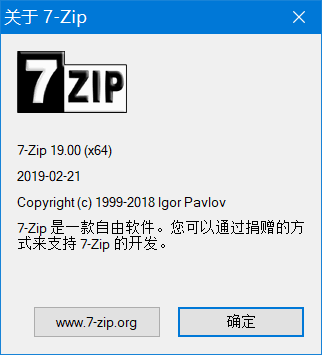 关于 7-Zip
7 ZIP
7-Zip 19.00 (x64)
2019-02-21
Copyright (c) 1999-2018 Igor Pavlov
7-Zip 是一款自由软件。您可以通过捐赠的方
式来支持 7-Zip 的开发。
www.7-zip.org
确定